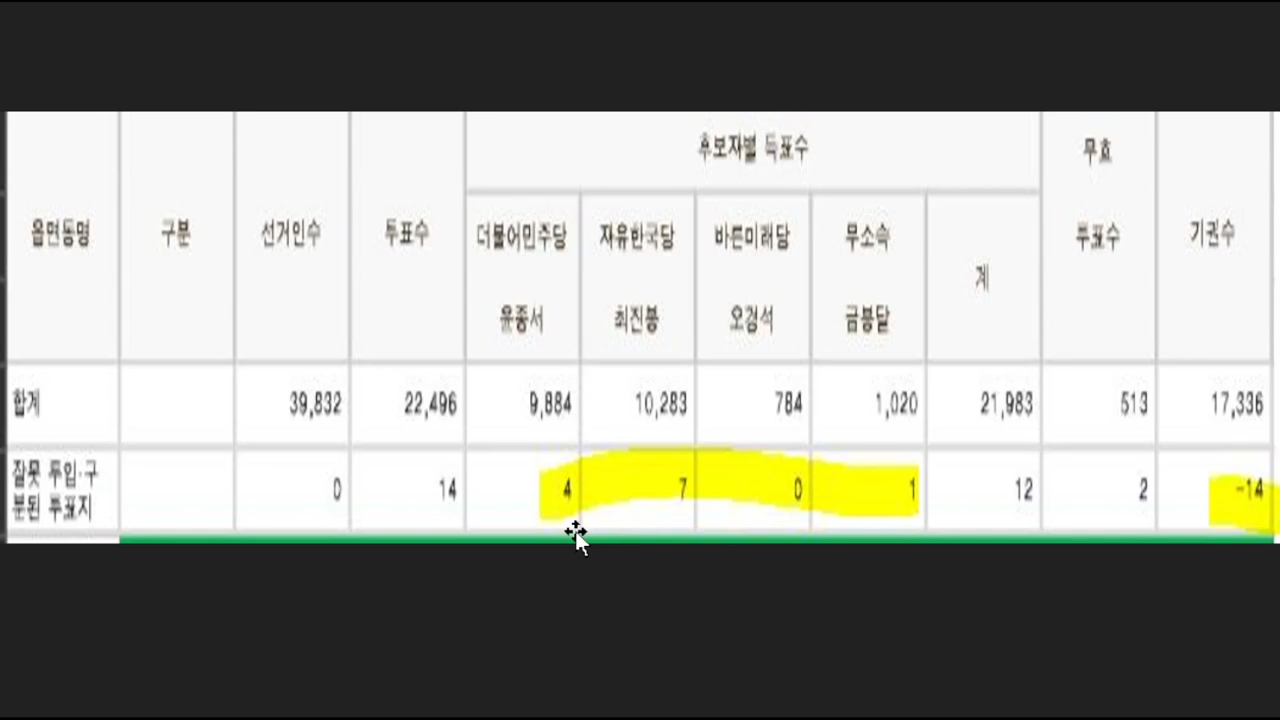 후보자별 득표수
무효
읍면동명 구분 선거인수 투표수 더불어민주당 자유한국당 바른미래당 무소속 투표수 기권수
계
윤종서 최진봉 오경석 금봉달
합계 39,832 22,496 9,884 10,283 784 1,020 21,983 513 17,336
잘못 투입·구
분된 투표지 0 14 4 7 0 1 12 2 -14